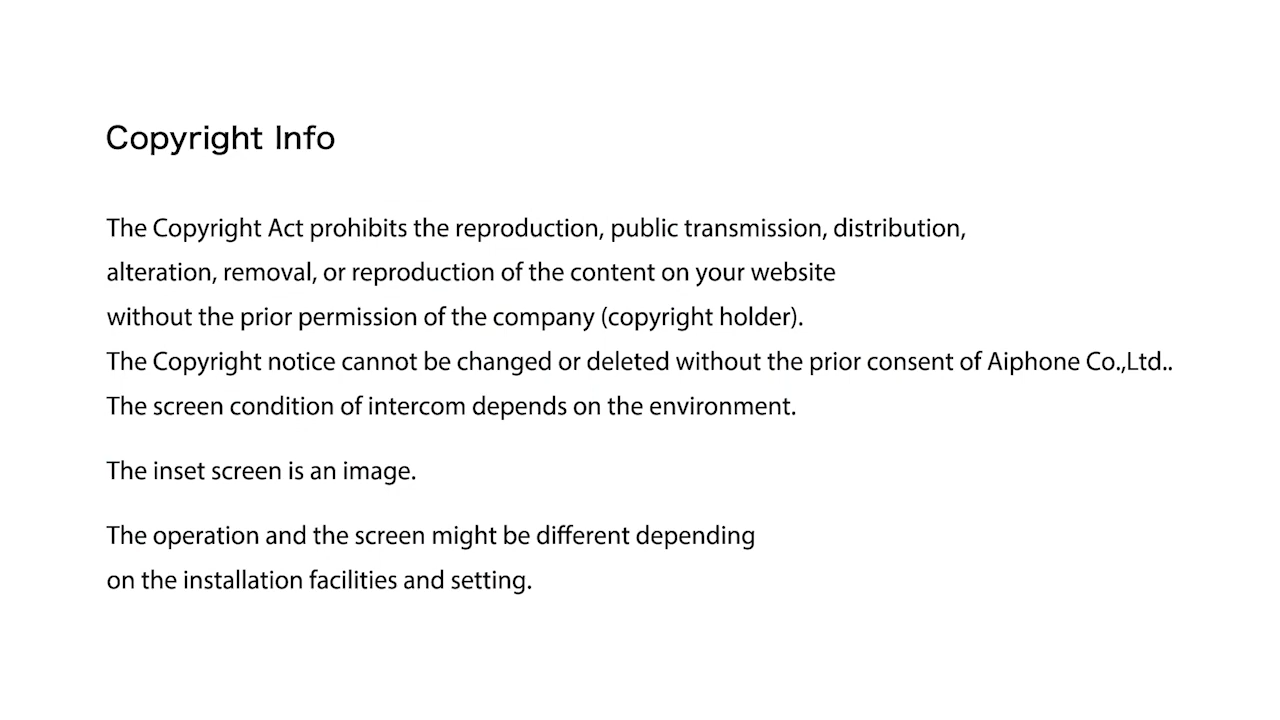 Copyright Info
The Copyright Act prohibits the reproduction, public transmission, distribution,
alteration, removal, or reproduction of the content on your website
without the prior permission of the company (copyright holder).
The Copyright notice cannot be changed or deleted without the prior consent of Aiphone Co.,Ltd..
The screen condition of intercom depends on the environment.
The inset screen is an image.
The operation and the screen might be different depending
on the installation facilities and setting.